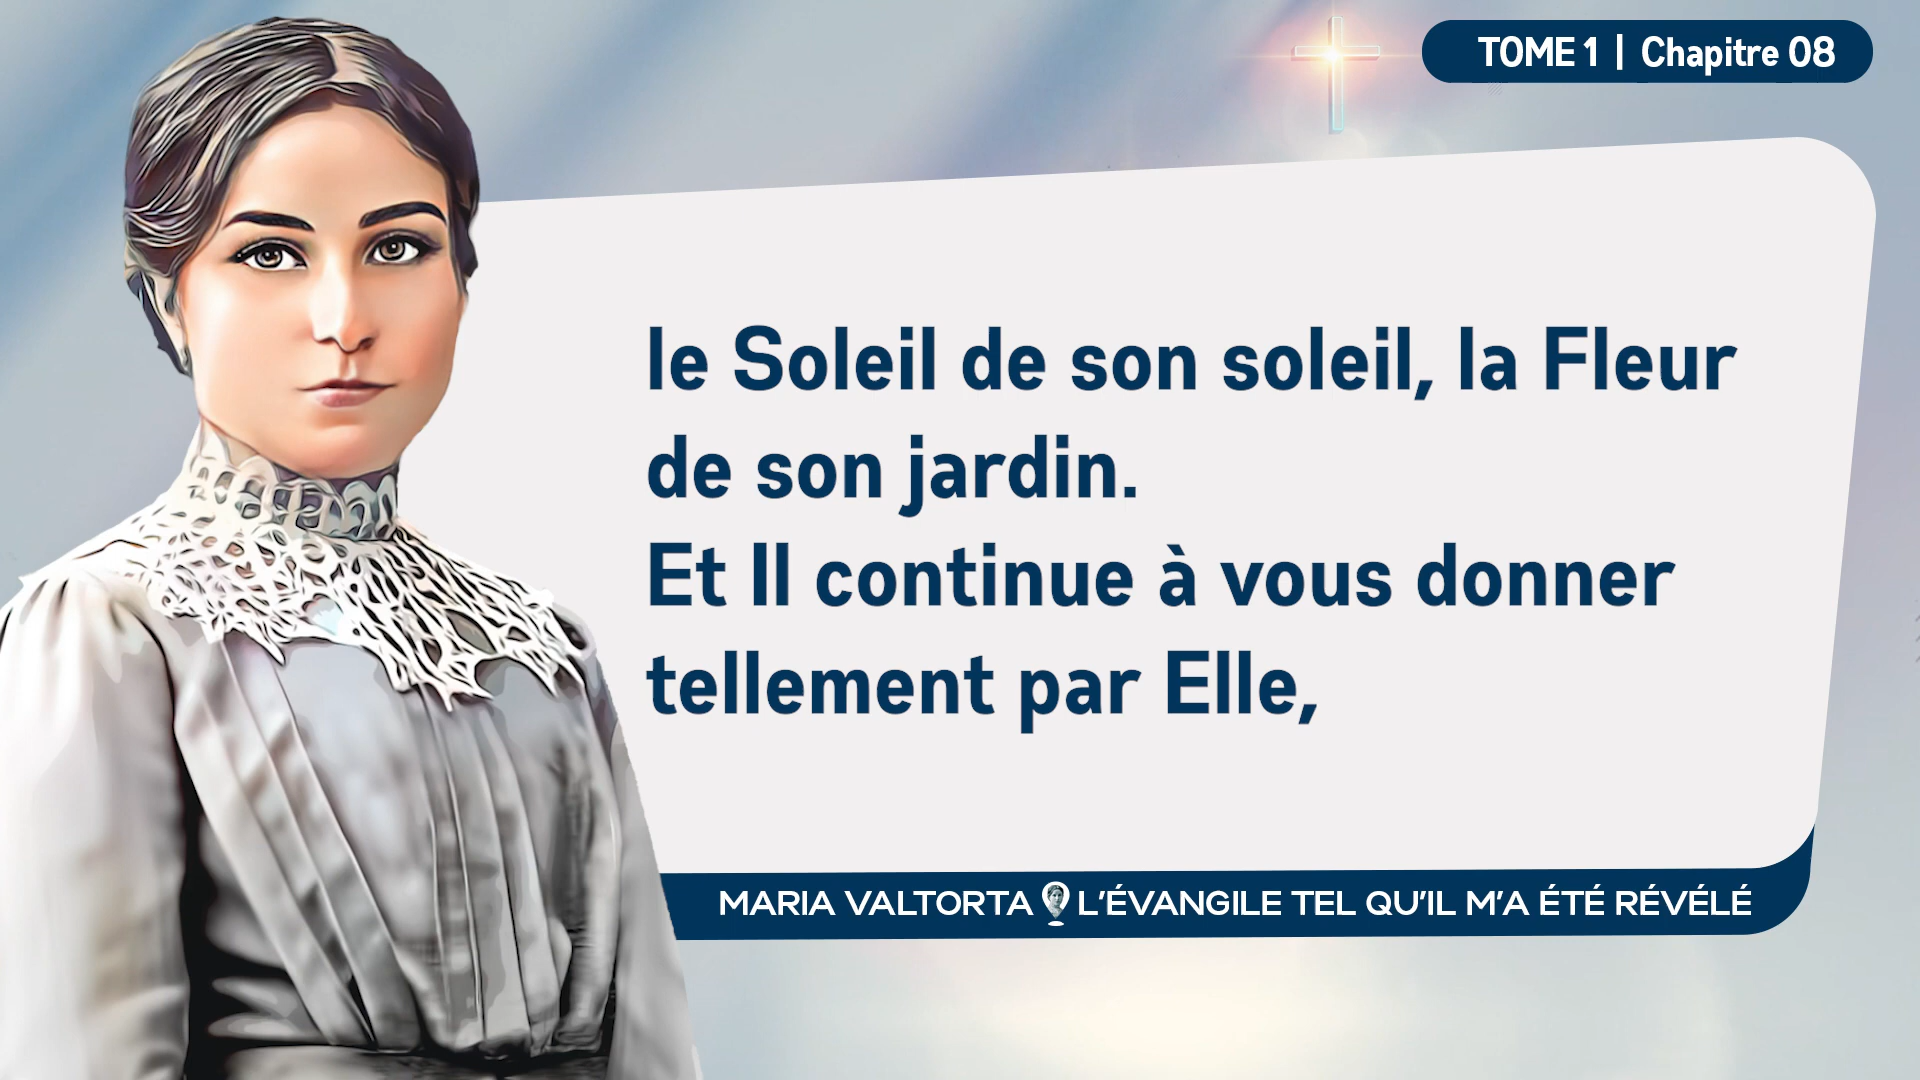 TOME 1 | Chapitre 08
le Soleil de son soleil, la Fleur
de son jardin.
Et Il continue à vous donner
tellement par Elle,
MARIA VALTORTA L'ÉVANGILE TEL QU'IL M'A ÉTÉ RÉVÉLÉ